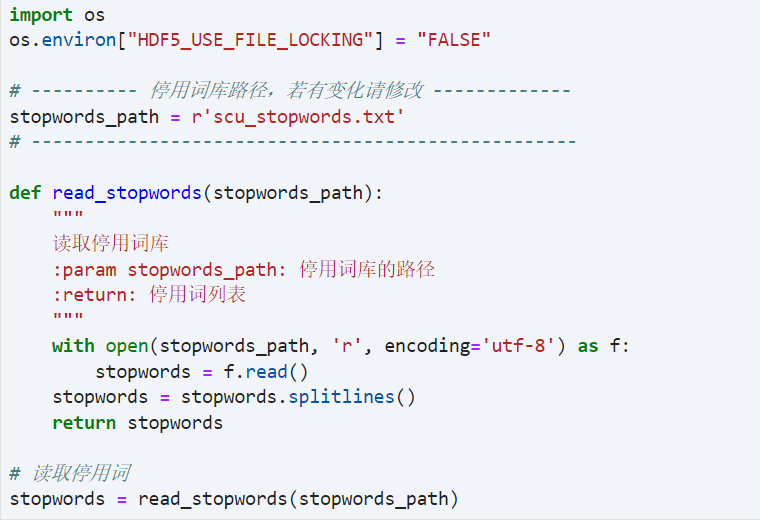 import os
os.environ["HDF5_USE_FILE_LOCKING"] = "FALSE"
# ---------- 停用词库路径，若有变化请修改 -------------
stopwords_path = r'scu_stopwords.txt'
# ---------------------------------------------------
def read_stopwords(stopwords_path):
    """
    读取停用词库
    :param stopwords_path: 停用词库的路径
    :return: 停用词列表
    """
    with open(stopwords_path, 'r', encoding='utf-8') as f:
        stopwords = f.read()
    stopwords = stopwords.splitlines()
    return stopwords
# 读取停用词
stopwords = read_stopwords(stopwords_path)